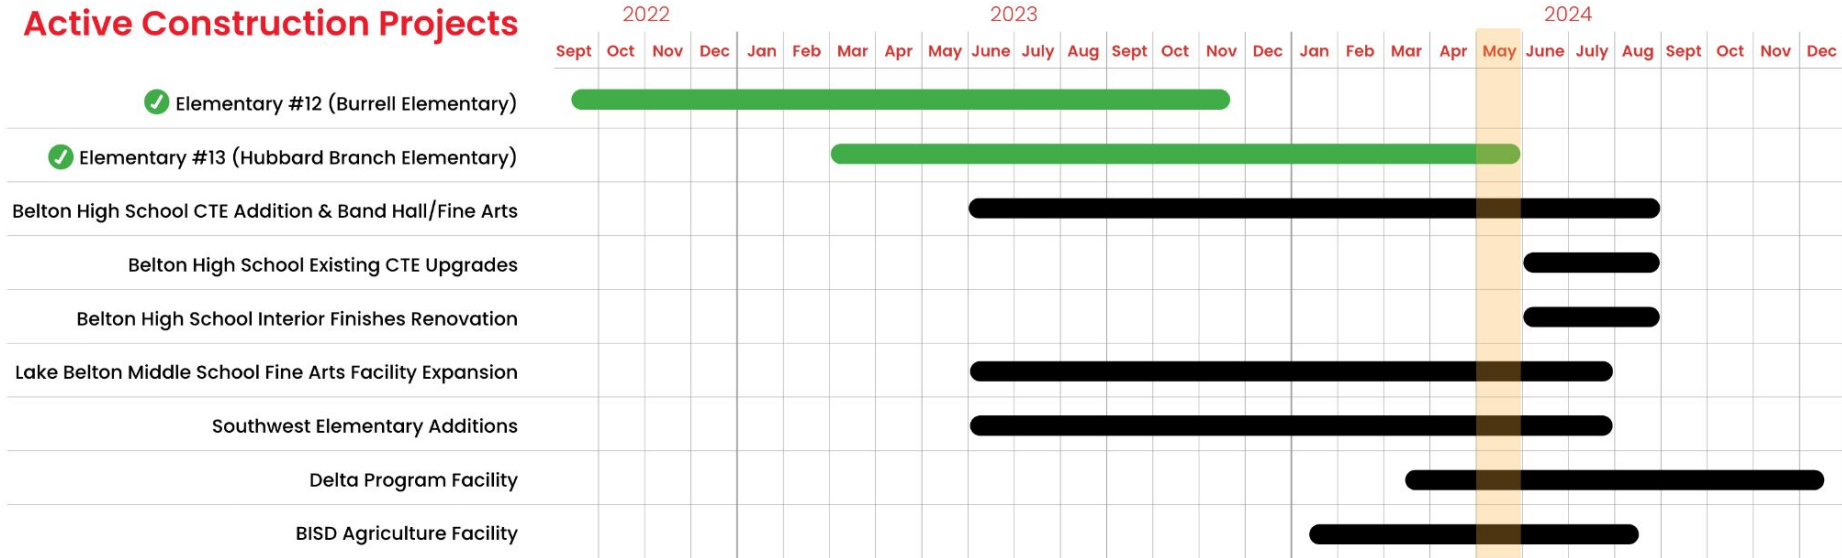 Active Construction Projects
2022 2023 2024
Sept Oct Nov Dec Jan Feb Mar Apr May June July Aug Sept Oct Nov Dec Jan Feb Mar Apr May June July Aug Sept Oct Nov Dec
Elementary #12 (Burrell Elementary)
Elementary #13 (Hubbard Branch Elementary)
Belton High School CTE Addition & Band Hall/Fine Arts
Belton High School Existing CTE Upgrades
Belton High School Interior Finishes Renovation
Lake Belton Middle School Fine Arts Facility Expansion
Southwest Elementary Additions
Delta Program Facility
BISD Agriculture Facility